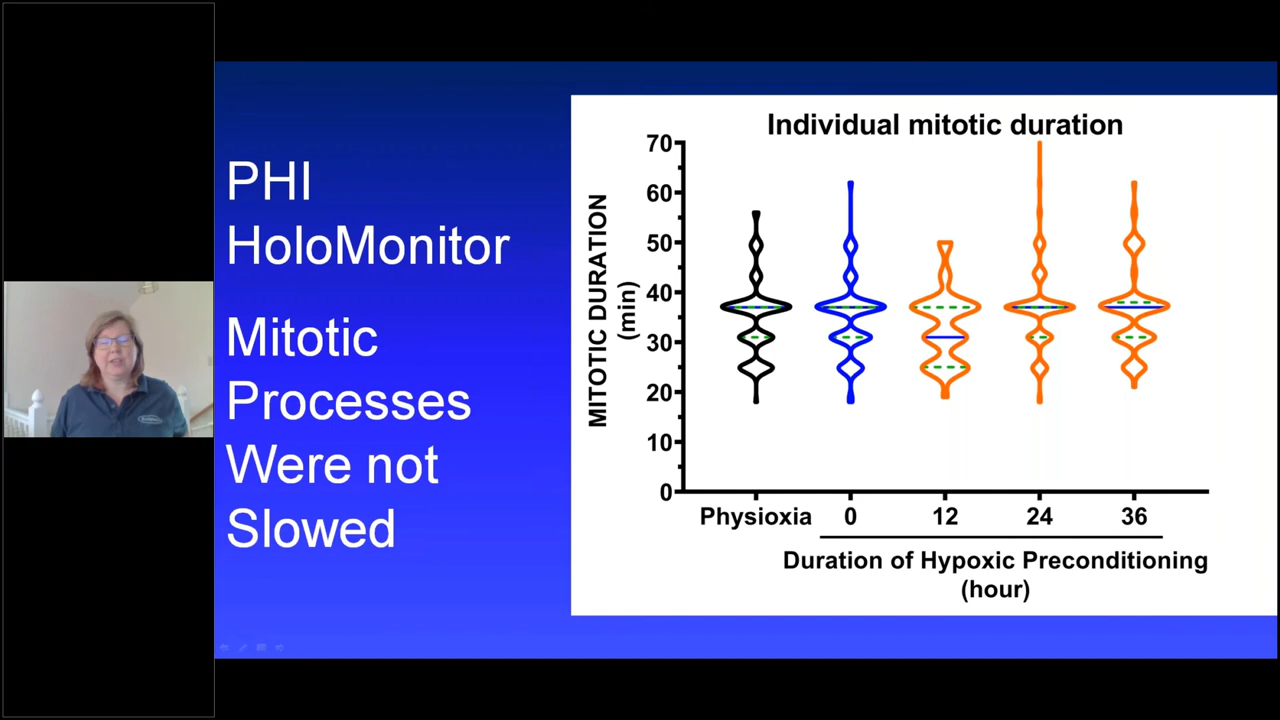 PHI
HoloMonitor
Mitotic
Processes
Were not
Slowed
Individual mitotic duration
MITOTIC DURATION
(min)
70
60
50
40
30
20
10
0
Physioxia 0 12 24 36
Duration of Hypoxic Preconditioning
(hour)